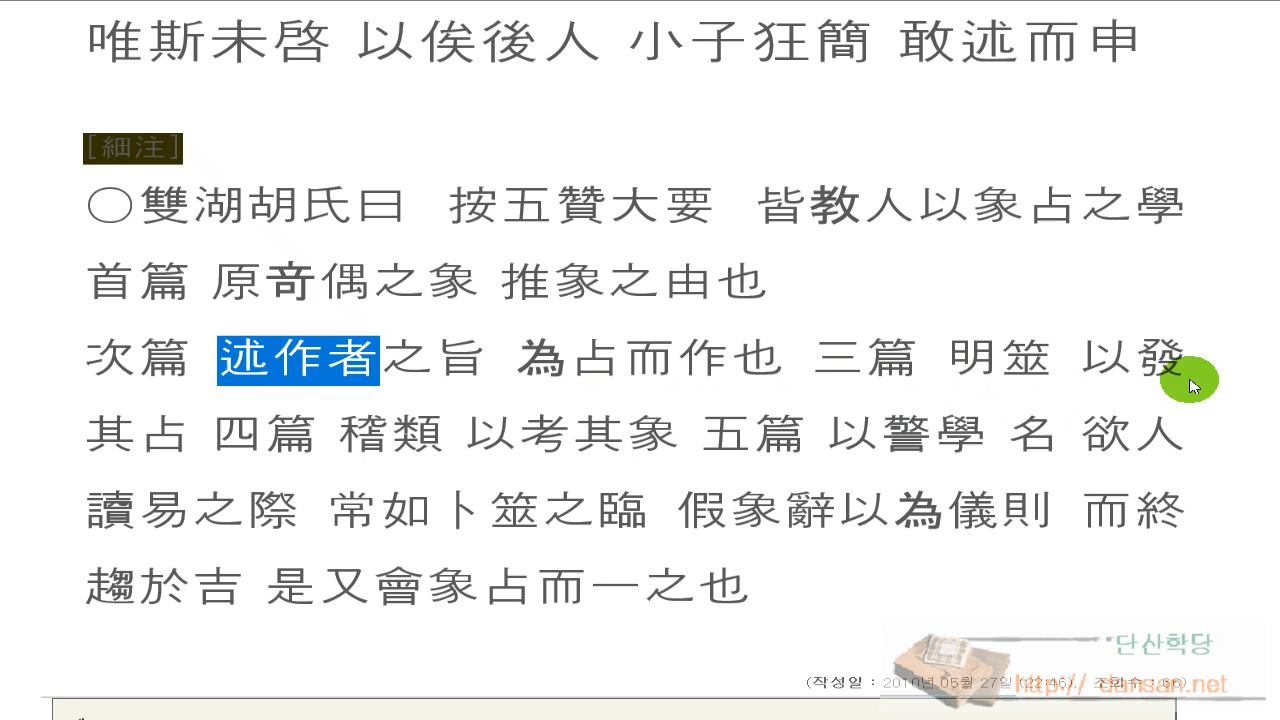 唯斯未啓 以俟後人 小子狂簡 敢述而申
[細注]
○雙湖胡氏曰 按五贊大要 皆教人以象占之學
首篇 原奇偶之象 推象之由也
次篇 述作者之旨 為占而作也 三篇 明筮 以發
其占 四篇 稽類 以考其象 五篇 以警學 名 欲人
讀易之際 常如卜筮之臨 假象辭以為儀則 而終
趨於吉 是又會象占而一之也
단산학당
(작성일 : 2010년 05월 27일 (22:46), 조회수 : 66)
http:// dansan.net